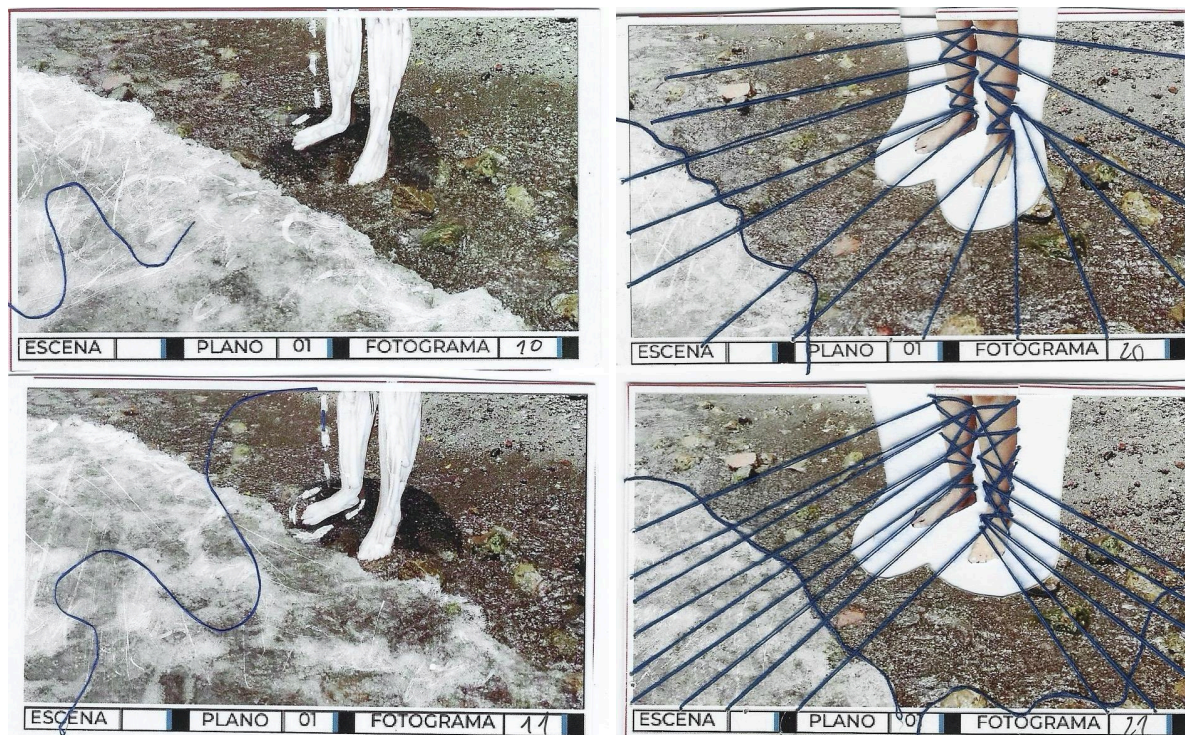 ESCENA PLANO 01 FOTOGRAMA 10
ESCENA PLANO 01 FOTOGRAMA 20
ESCENA PLANO 01 FOTOGRAMA 11
ESCENA PLANO 01 FOTOGRAMA 21